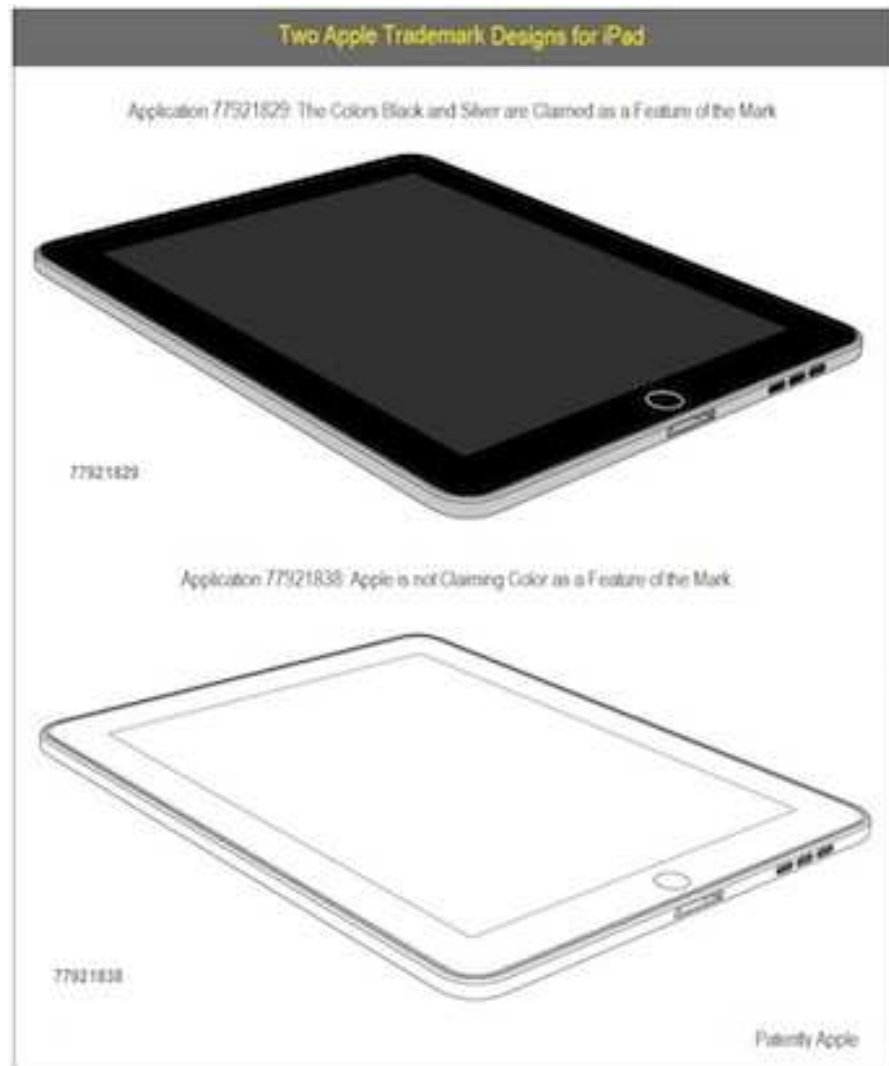 Two Apple Trademark Designs for iPad
Application 77921829: The Colors Black and Silver are Claimed as a Feature of the Mark
77921829
Application 77921838: Apple is not Claiming Color as a Feature of the Mark
77921838
Patently Apple